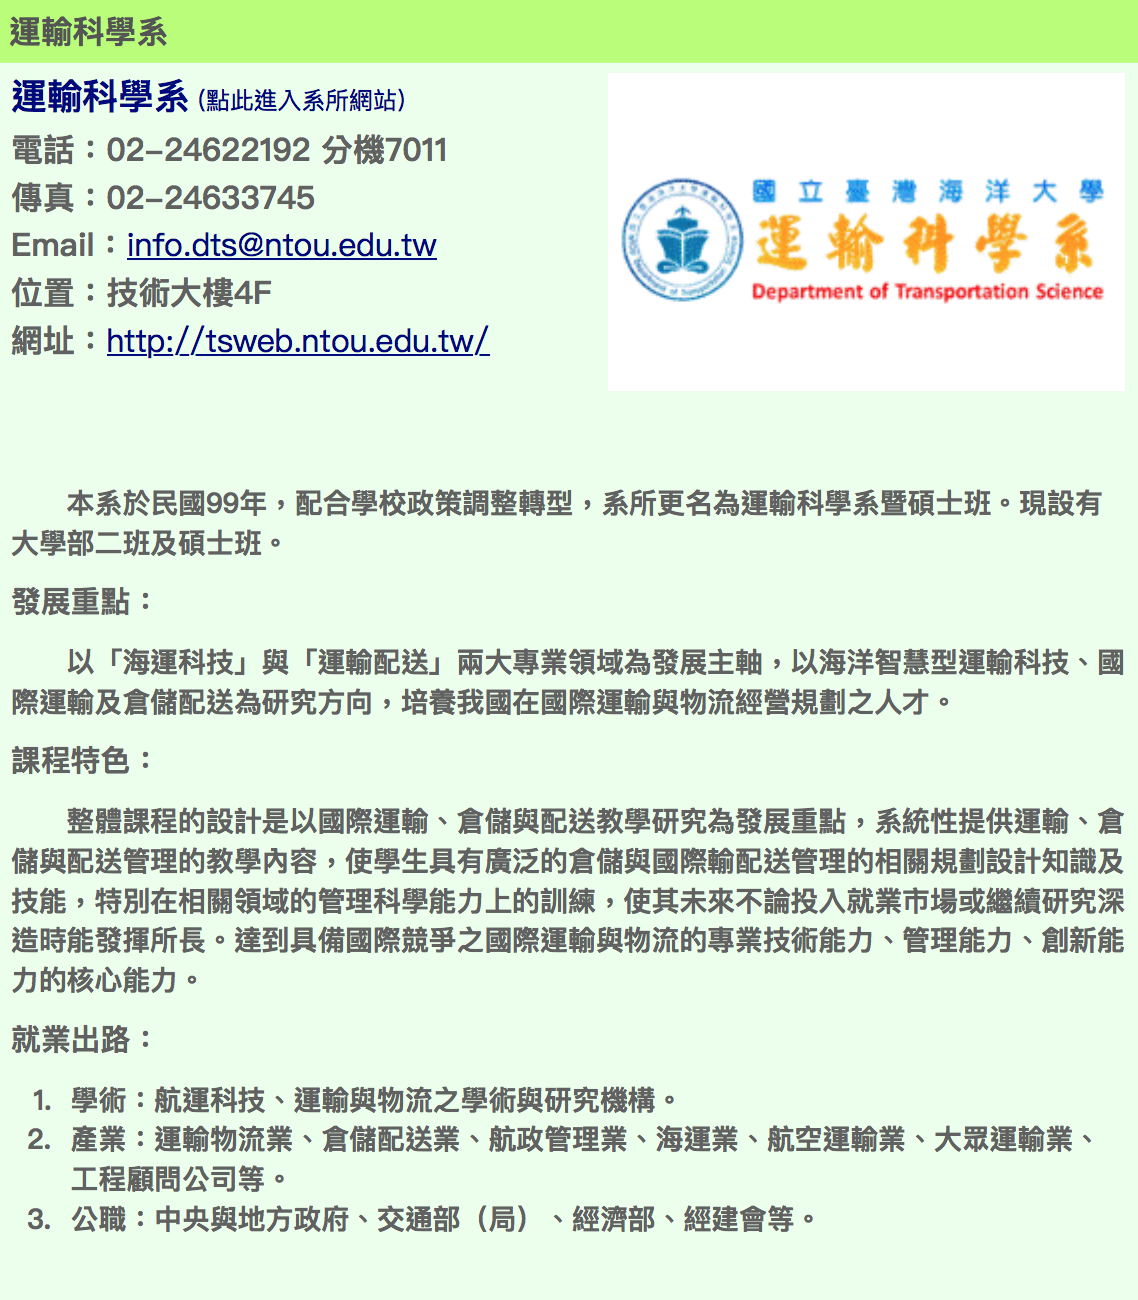 運輸科學系
運輸科學系 (點此進入系所網站)
電話：02-24622192 分機7011
傳真：02-24633745
Email：info.dts@ntou.edu.tw
位置：技術大樓4F
網址：http://tsweb.ntou.edu.tw/
國立臺灣海洋大學
運輸科學系
Department of Transportation Science
本系於民國99年，配合學校政策調整轉型，系所更名為運輸科學系暨碩士班。現設有
大學部二班及碩士班。
發展重點：
以「海運科技」與「運輸配送」兩大專業領域為發展主軸，以海洋智慧型運輸科技、國
際運輸及倉儲配送為研究方向，培養我國在國際運輸與物流經營規劃之人才。
課程特色：
整體課程的設計是以國際運輸、倉儲與配送教學研究為發展重點，系統性提供運輸、倉
儲與配送管理的教學內容，使學生具有廣泛的倉儲與國際輸配送管理的相關規劃設計知識及
技能，特別在相關領域的管理科學能力上的訓練，使其未來不論投入就業市場或繼續研究深
造時能發揮所長。達到具備國際競爭之國際運輸與物流的專業技術能力、管理能力、創新能
力的核心能力。
就業出路：
1. 學術：航運科技、運輸與物流之學術與研究機構。
2. 產業：運輸物流業、倉儲配送業、航政管理業、海運業、航空運輸業、大眾運輸業、
工程顧問公司等。
3. 公職：中央與地方政府、交通部（局）、經濟部、經建會等。